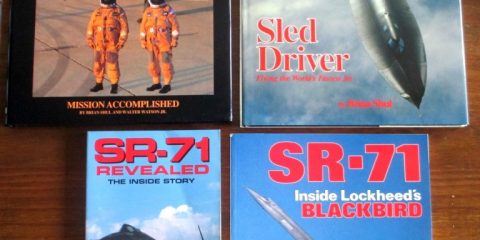 MISSION ACCOMPLISHED
BY BRIAN SHUL AND WALTER WATSON JR.
Sled
Driver
Flying the World's Fastest Jet
by Brian Shul
SR-71
REVEALED
THE INSIDE STORY
SR-71
Inside Lockheed's
BLACKBIRD